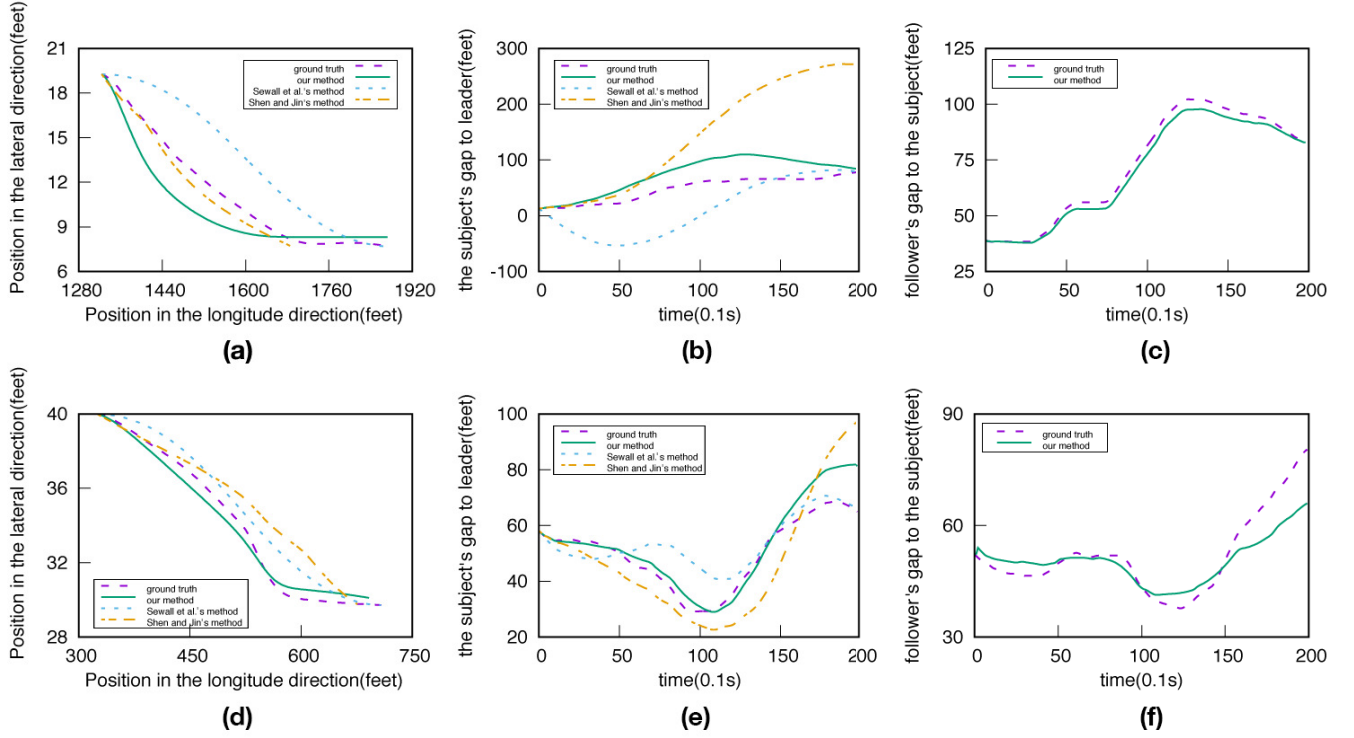 Position in the lateral direction(feet)
21
18
15
12
9
6
ground truth
our method
Sewall et al.'s method
Shen and Jin's method
1280 1440 1600 1760 1920
Position in the longitude direction(feet)
(a)
the subject's gap to leader(feet)
300
200
100
0
-100
ground truth
our method
Sewall et al.'s method
Shen and Jin's method
0 50 100 150 200
time(0.1s)
(b)
follower's gap to the subject(feet)
125
100
75
50
25
ground truth
our method
0 50 100 150 200
time(0.1s)
(c)
Position in the lateral direction(feet)
40
36
32
28
ground truth
our method
Sewall et al.'s method
Shen and Jin's method
300 450 600 750
Position in the longitude direction(feet)
(d)
the subject's gap to leader(feet)
100
80
60
40
20
ground truth
our method
Sewall et al.'s method
Shen and Jin's method
0 50 100 150 200
time(0.1s)
(e)
follower's gap to the subject(feet)
90
60
30
ground truth
our method
0 50 100 150 200
time(0.1s)
(f)